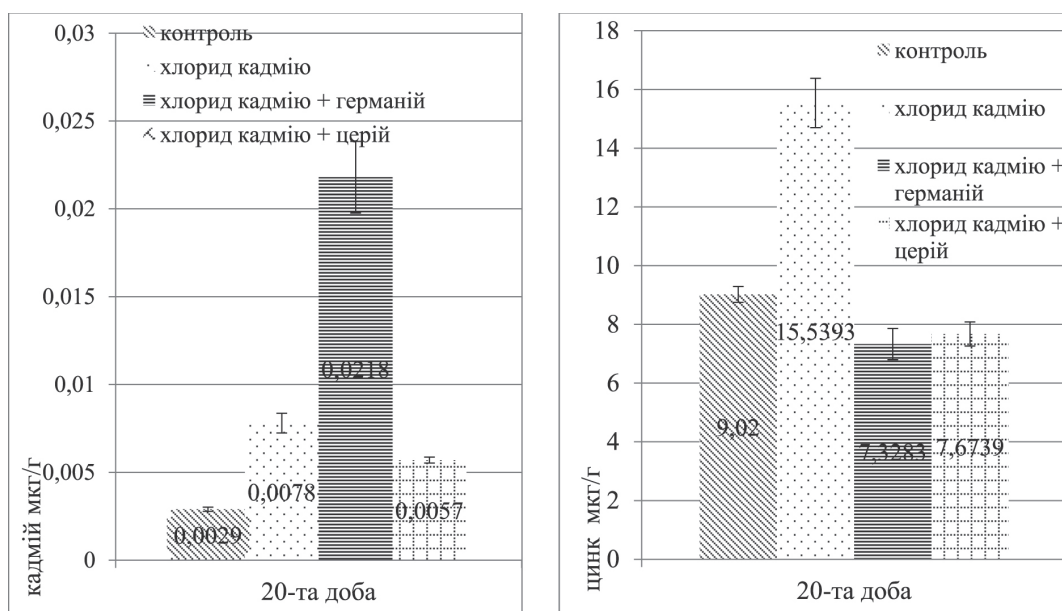 0,03
0,025
0,02
0,015
0,01
0,005
0
кадмій мкг/г
контроль
хлорид кадмію
хлорид кадмію + германій
хлорид кадмію + церій
0,0029
0,0078
0,0218
0,0057
20-та доба
18
16
14
12
10
8
6
4
2
0
цинк мкг/г
контроль
хлорид кадмію
хлорид кадмію +
германій
хлорид кадмію +
церій
9,02
15,5393
7,3283
7,6739
20-та доба